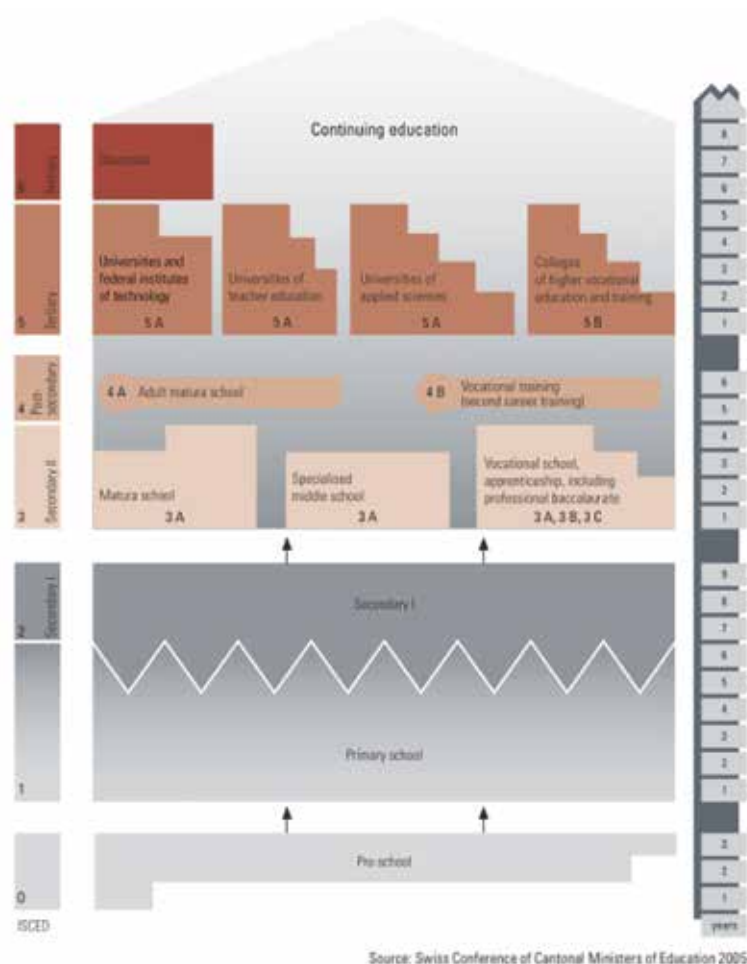 Continuing education
6
Tertiary
Doctorate
Universities and
federal institutes
of technology
5 A
Universities of
teacher education
5 A
Universities of
applied sciences
5 A
Colleges
of higher vocational
education and training
5 B
5
Tertiary
4 A Adult matura school
4 B Vocational training
(second career training)
4
Post-
secondary
Matura school
3 A
Specialised
middle school
3 A
Vocational school,
apprenticeship, including
professional baccalaurate
3 A, 3 B, 3 C
3
Secondary II
Secondary I
2
Secondary I
Primary school
1
Pre-school
0
ISCED
8
7
6
5
4
3
2
1
6
5
4
3
2
1
9
8
7
6
5
4
3
2
1
3
2
1
years
Source: Swiss Conference of Cantonal Ministers of Education 2005